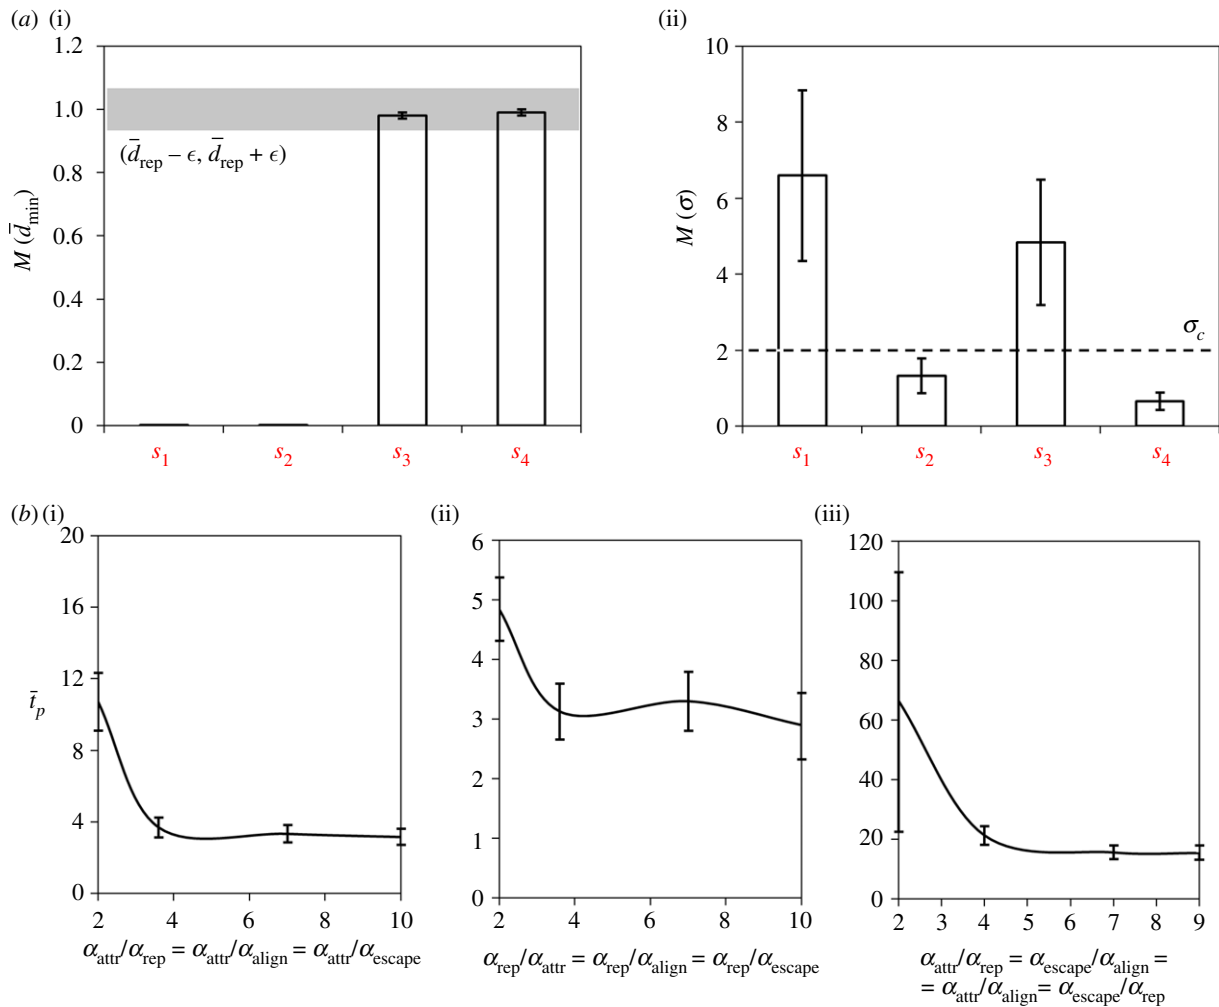 (a) (i)
1.2
1.0
0.8
0.6
0.4
0.2
0
M (d̄min)
(d̄rep – ϵ, d̄rep + ϵ)
s1 s2 s3 s4
(ii)
10
8
6
4
2
0
M (σ)
σc
s1 s2 s3 s4
(b) (i)
20
16
12
8
4
0
t̄p
2 4 6 8 10
αattr/αrep = αattr/αalign = αattr/αescape
(ii)
6
5
4
3
2
1
0
2 4 6 8 10
αrep/αattr = αrep/αalign = αrep/αescape
(iii)
120
100
80
60
40
20
0
2 3 4 5 6 7 8 9
αattr/αrep = αescape/αalign =
= αattr/αalign = αescape/αrep